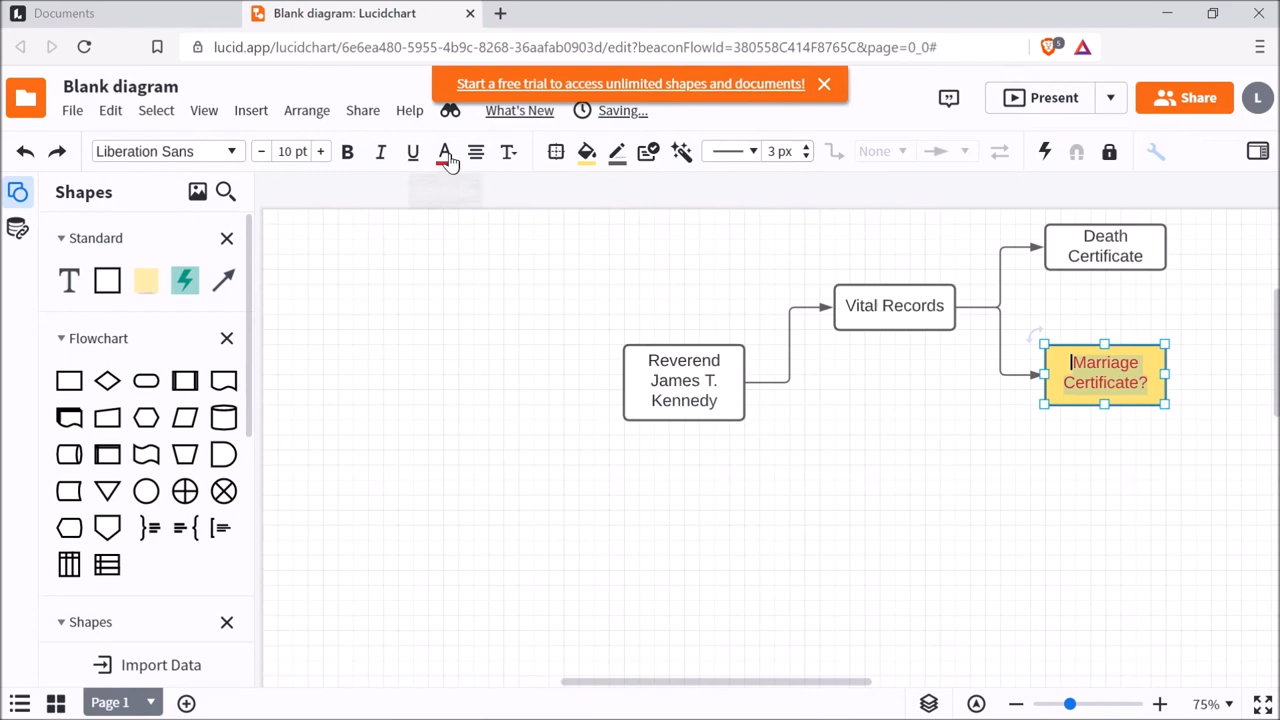 Documents
Blank diagram: Lucidchart
lucid.app/lucidchart/6e6ea480-5955-4b9c-8268-36aafab0903d/edit?beaconFlowId=380558C414F8765C&page=0_0#
5
Blank diagram
Start a free trial to access unlimited shapes and documents!
File Edit Select View Insert Arrange Share Help What's New Saving...
Present
Share
L
Liberation Sans
10 pt
B I U A T
3 px
None
Shapes
Standard
T
Flowchart
Shapes
Import Data
Death
Certificate
Vital Records
Reverend
James T.
Kennedy
Marriage
Certificate?
Page 1
75%